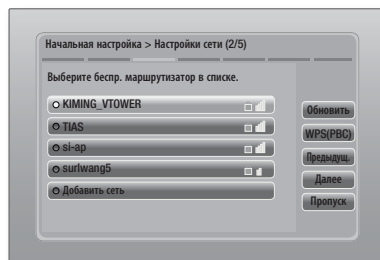 Начальная настройка > Настройки сети (2/5)
Выберите беспр. маршрутизатор в списке.
KIMING_VTOWER
TIAS
si-ap
surlwang5
Добавить сеть
Обновить
WPS(PBC)
Предыдущ.
Далее
Пропуск